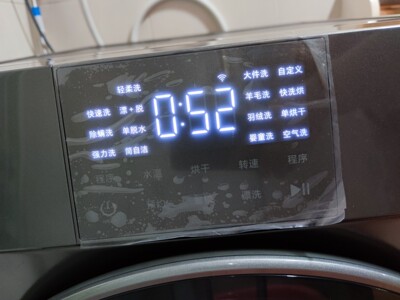 轻柔洗 大件洗 自定义
快速洗 漂+脱 0:52 羊毛洗 快洗烘
除螨洗 单脱水 羽绒洗 单烘干
强力洗 筒自洁 婴童洗 空气洗
烘干 转速 程序